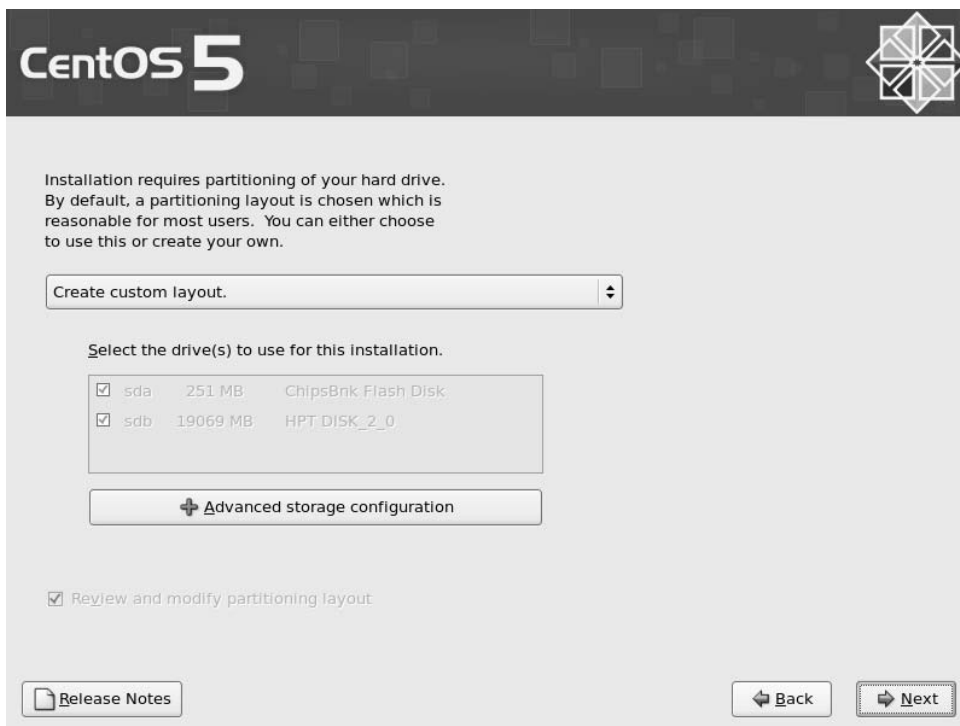 CentOS 5
Installation requires partitioning of your hard drive.
By default, a partitioning layout is chosen which is
reasonable for most users.  You can either choose
to use this or create your own.
Create custom layout.
Select the drive(s) to use for this installation.
sda 251 MB ChipsBnk Flash Disk
sdb 19069 MB HPT DISK_2_0
Advanced storage configuration
Review and modify partitioning layout
Release Notes
Back
Next